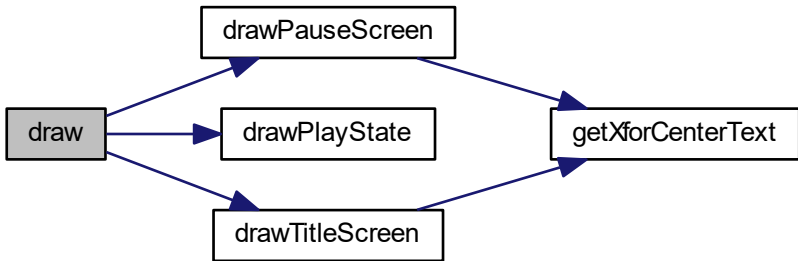 drawPauseScreen
draw
drawPlayState
getXforCenterText
drawTitleScreen